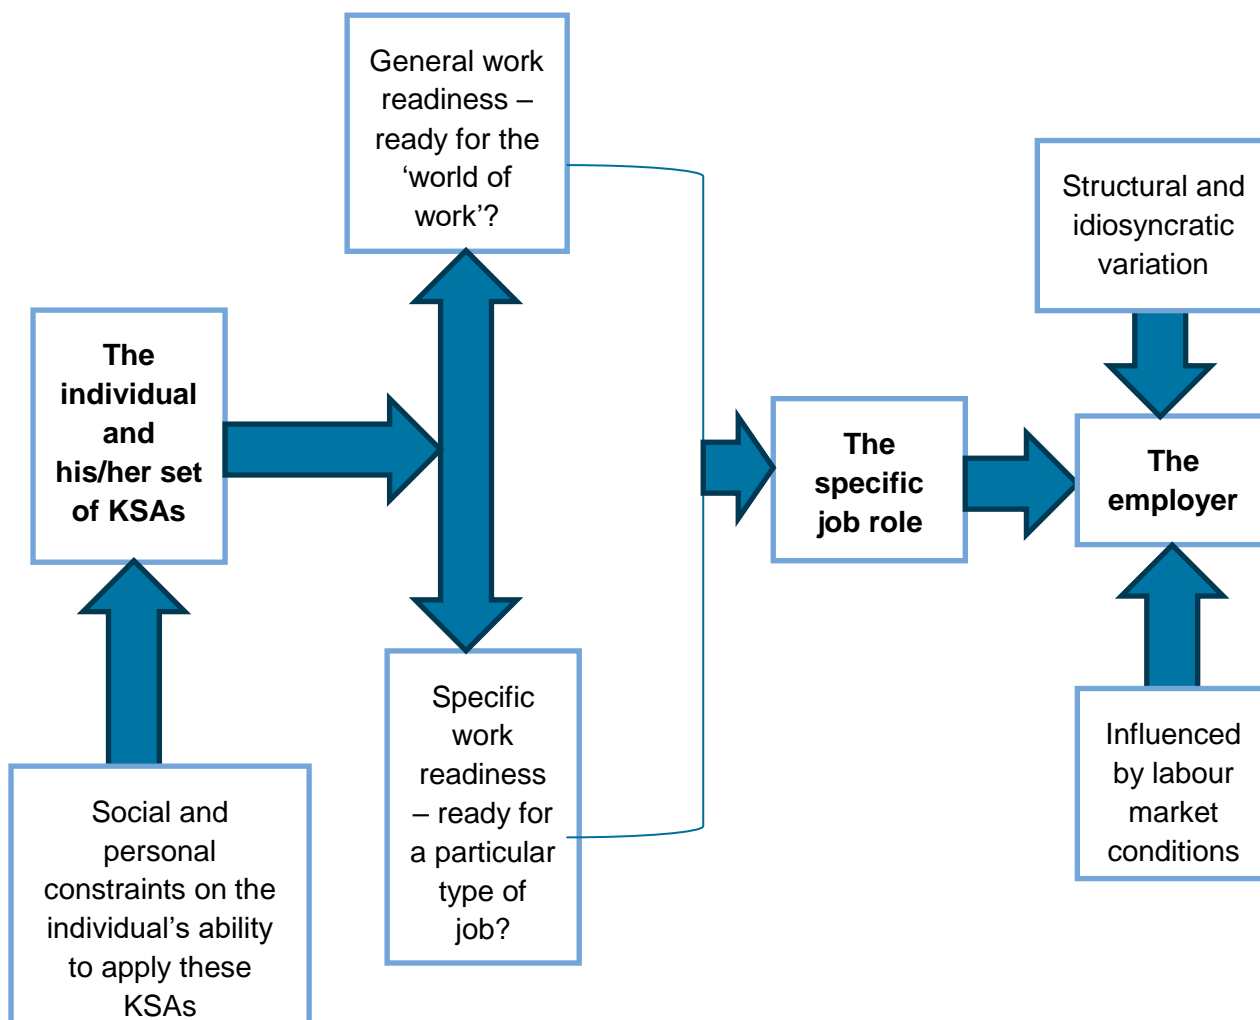 General work
readiness –
ready for the
‘world of
work’?
Structural and
idiosyncratic
variation
The
individual
and
his/her set
of KSAs
The
specific
job role
The
employer
Specific
work
readiness
– ready for
a particular
type of
job?
Influenced
by labour
market
conditions
Social and
personal
constraints on the
individual’s ability
to apply these
KSAs